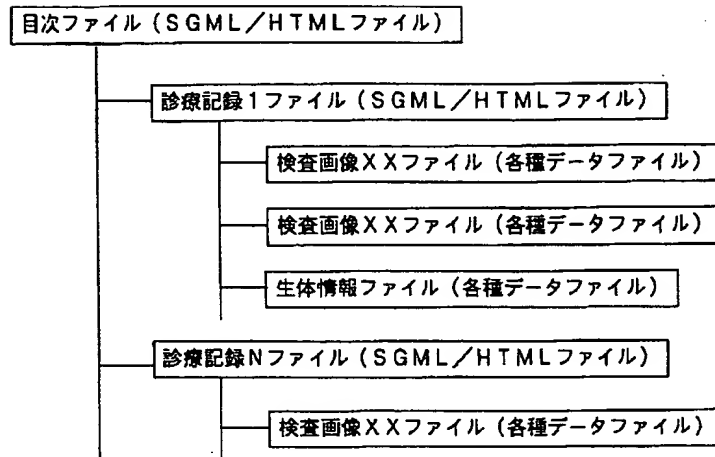 目次ファイル（ＳＧＭＬ／ＨＴＭＬファイル）
診療記録１ファイル（ＳＧＭＬ／ＨＴＭＬファイル）
検査画像ＸＸファイル（各種データファイル）
検査画像ＸＸファイル（各種データファイル）
生体情報ファイル（各種データファイル）
診療記録Ｎファイル（ＳＧＭＬ／ＨＴＭＬファイル）
検査画像ＸＸファイル（各種データファイル）